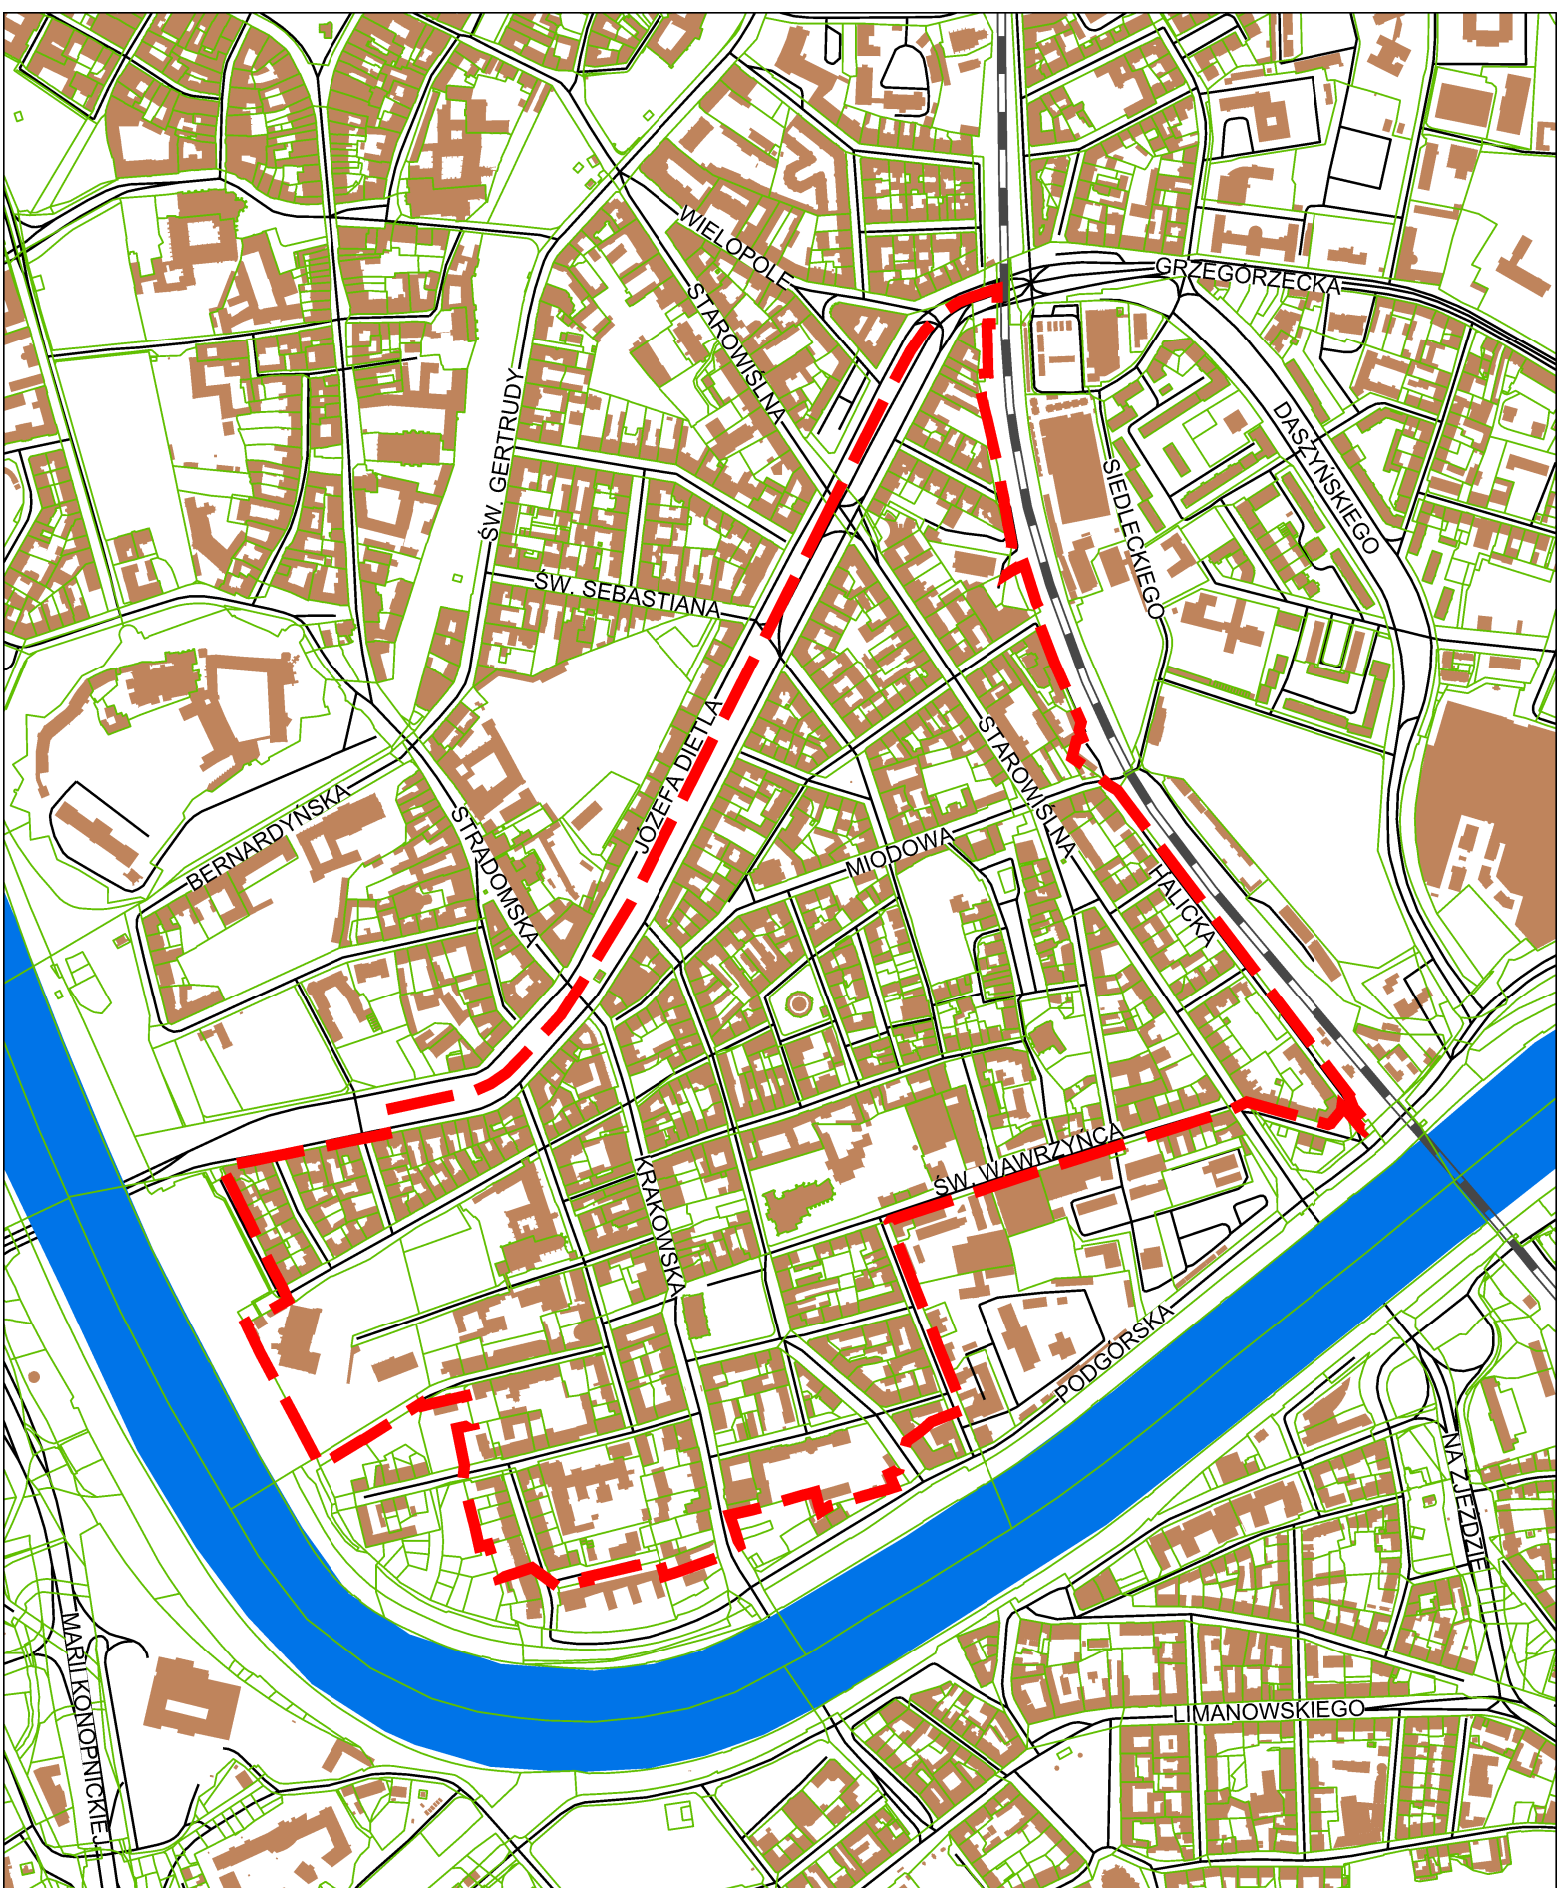 WIELOPOLE
GRZEGÓRZECKA
STAROWIŚLNA
ŚW. GERTRUDY
DASZYŃSKIEGO
SIEDLECKIEGO
ŚW. SEBASTIANA
JÓZEFA DIETLA
STAROWIŚLNA
BERNARDYŃSKA
STRADOMSKA
MIODOWA
HALICKA
ŚW. WAWRZYŃCA
KRAKOWSKA
PODGÓRSKA
NA ZJEŹDZIE
MARII KONOPNICKIEJ
LIMANOWSKIEGO